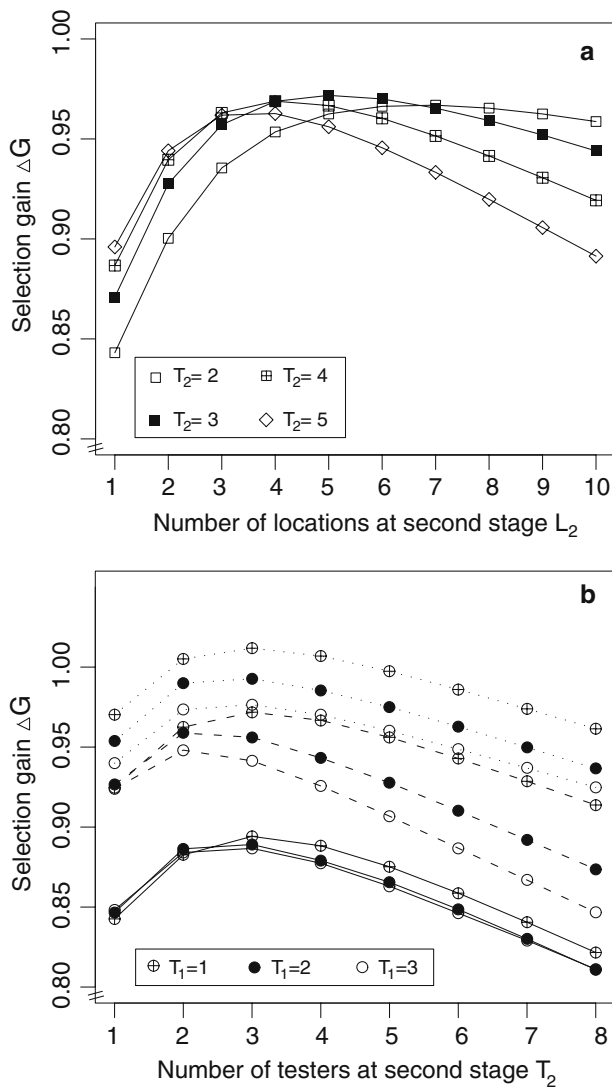 a
1.00
0.95
0.90
0.85
0.80
Selection gain △G
T₂= 2
T₂= 4
T₂= 3
T₂= 5
1 2 3 4 5 6 7 8 9 10
Number of locations at second stage L₂
b
1.00
0.95
0.90
0.85
0.80
Selection gain △G
T₁=1
T₁=2
T₁=3
1 2 3 4 5 6 7 8
Number of testers at second stage T₂